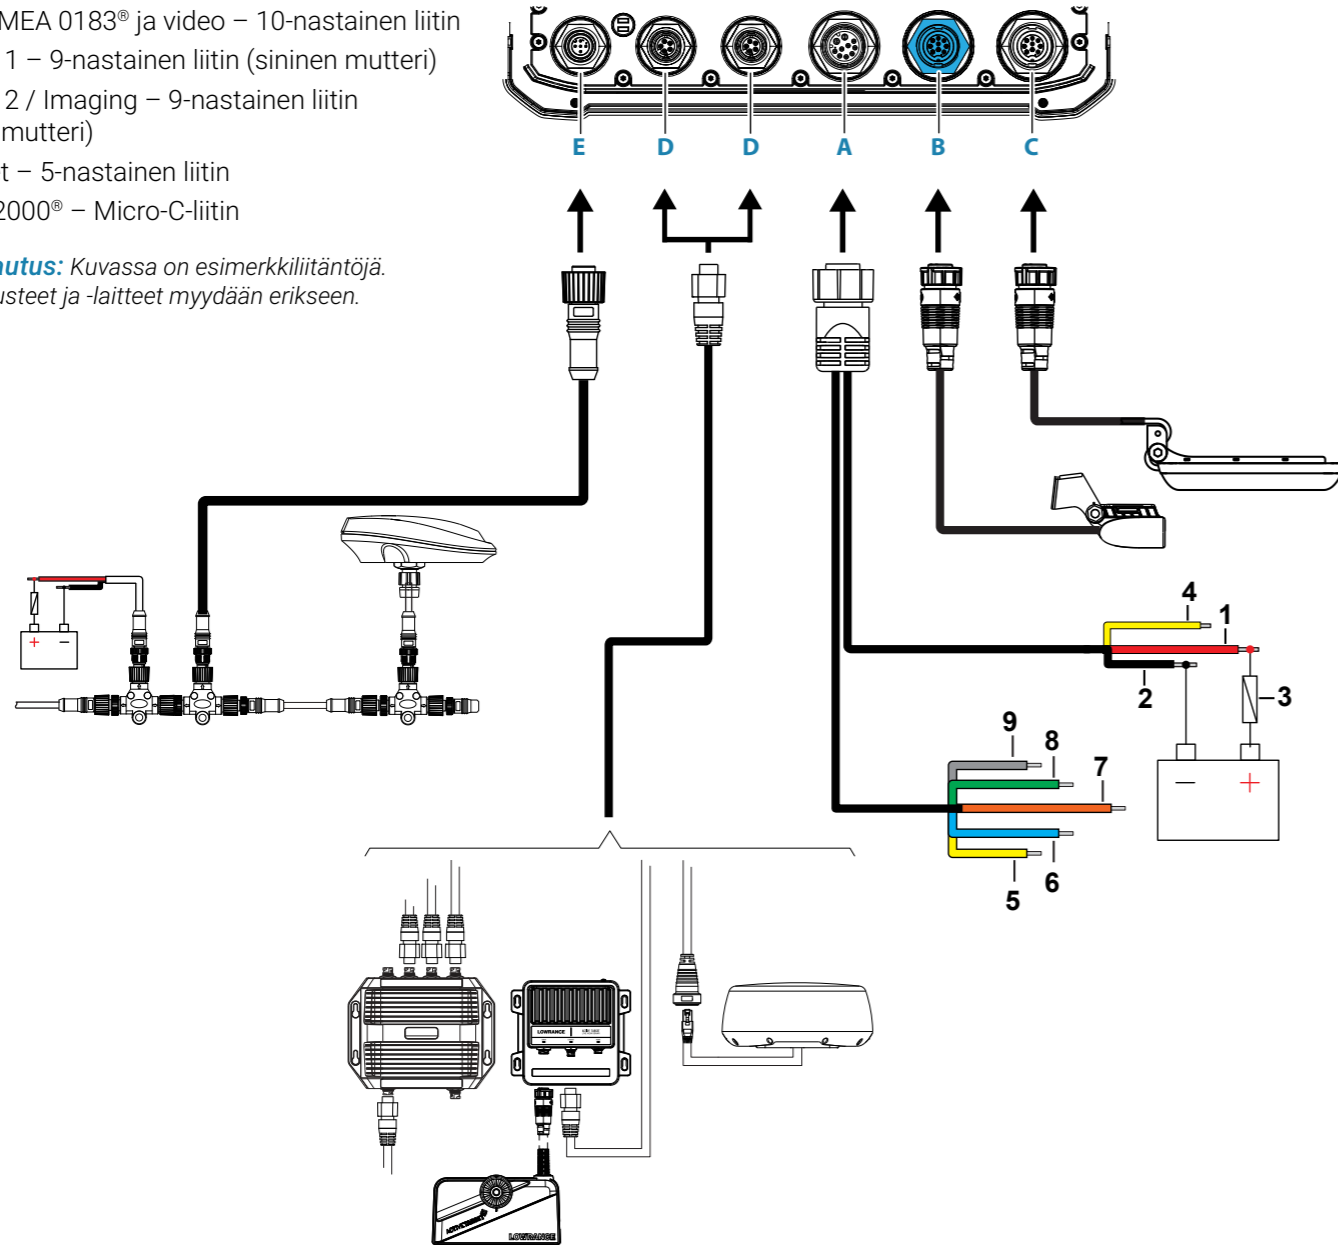 MEA 0183® ja video – 10-nastainen liitin
1 – 9-nastainen liitin (sininen mutteri)
2 / Imaging – 9-nastainen liitin
mutteri)
t – 5-nastainen liitin
2000® – Micro-C-liitin
autus: Kuvassa on esimerkkiliitäntöjä.
usteet ja -laitteet myydään erikseen.
E D D A B C
4
1
2
3
+ –
– +
9
8
7
6
5
LOWRANCE
ACTIVETARGET
LOWRANCE